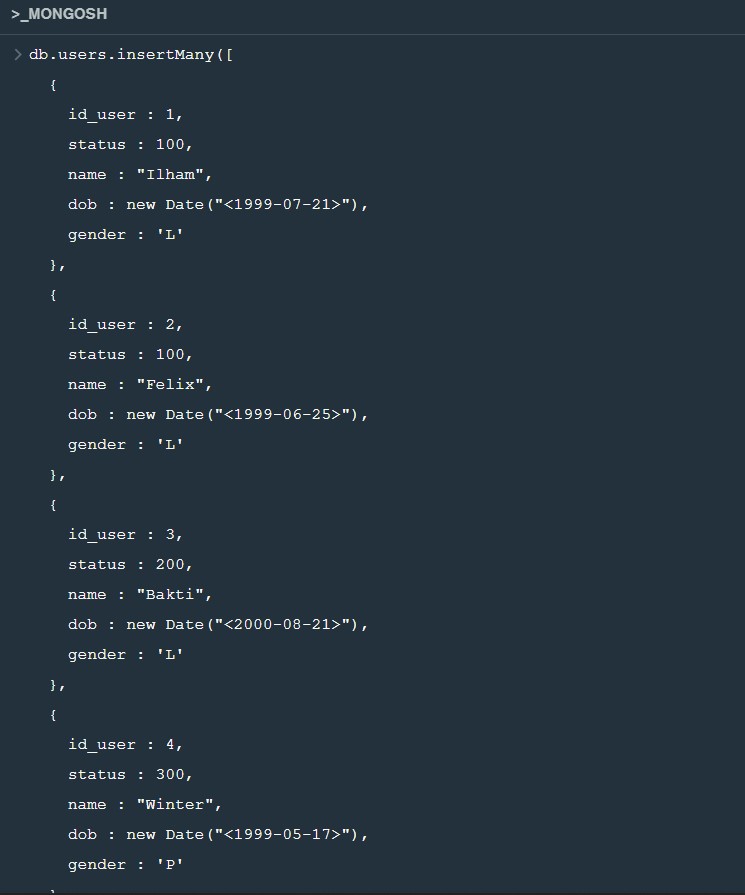 >_MONGOSH
> db.users.insertMany([
{
id_user : 1,
status : 100,
name : "Ilham",
dob : new Date("<1999-07-21>"),
gender : 'L'
},
{
id_user : 2,
status : 100,
name : "Felix",
dob : new Date("<1999-06-25>"),
gender : 'L'
},
{
id_user : 3,
status : 200,
name : "Bakti",
dob : new Date("<2000-08-21>"),
gender : 'L'
},
{
id_user : 4,
status : 300,
name : "Winter",
dob : new Date("<1999-05-17>"),
gender : 'P'